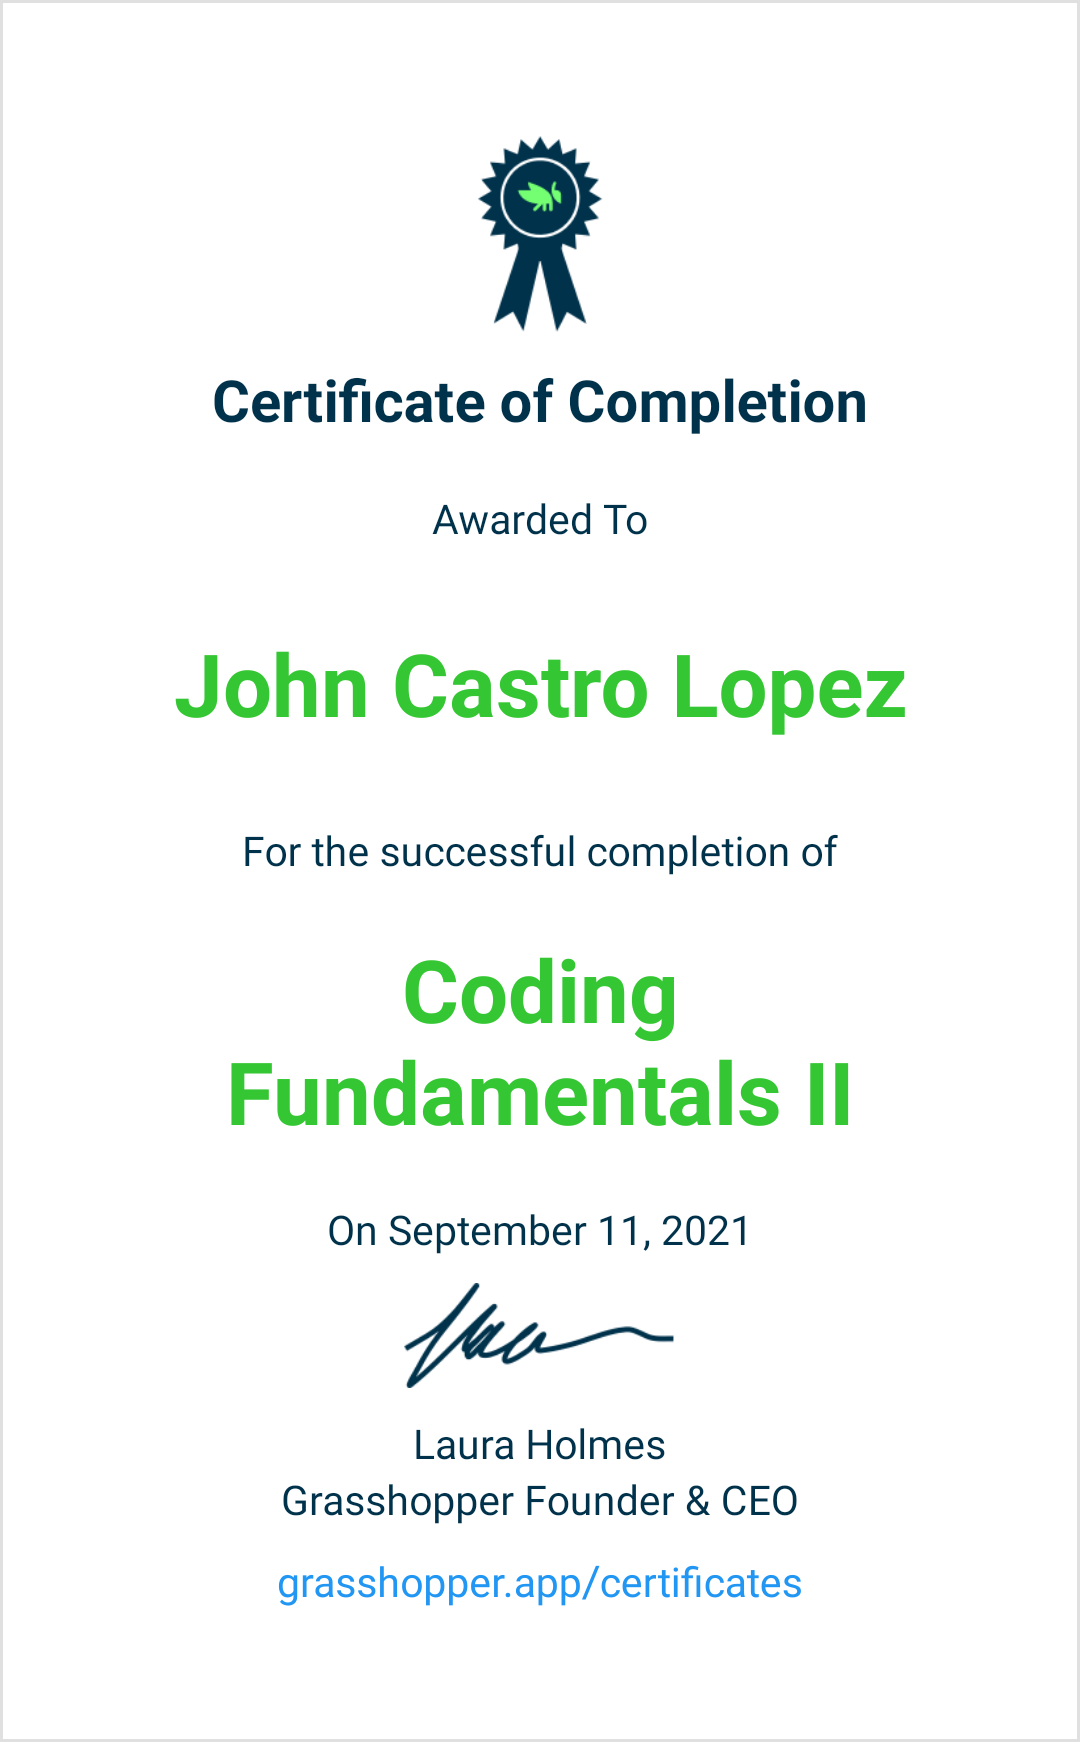 Certificate of Completion
Awarded To
John Castro Lopez
For the successful completion of
Coding
Fundamentals II
On September 11, 2021
Laura Holmes
Grasshopper Founder & CEO
grasshopper.app/certificates